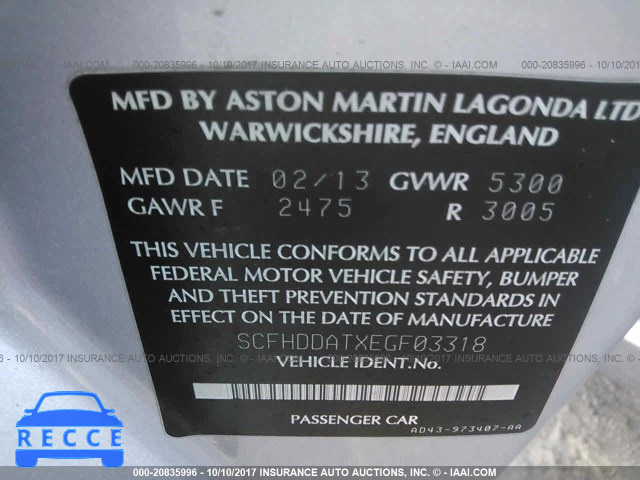 000-20835996 - 10/10/2017 INSURANCE AUTO AUCTIONS, INC. - © - IAAI.COM
MFD BY ASTON MARTIN LAGONDA LTD
WARWICKSHIRE, ENGLAND
MFD DATE 02/13 GVWR 5300
GAWR F 2475 R 3005
THIS VEHICLE CONFORMS TO ALL APPLICABLE
FEDERAL MOTOR VEHICLE SAFETY, BUMPER
AND THEFT PREVENTION STANDARDS IN
EFFECT ON THE DATE OF MANUFACTURE
SCFHDDATXEGF03318
VEHICLE IDENT.No.
PASSENGER CAR
AD43-973407-AA
RECCE
000-20835996 - 10/10/2017 INSURANCE AUTO AUCTIONS, INC. - © - IAAI.COM